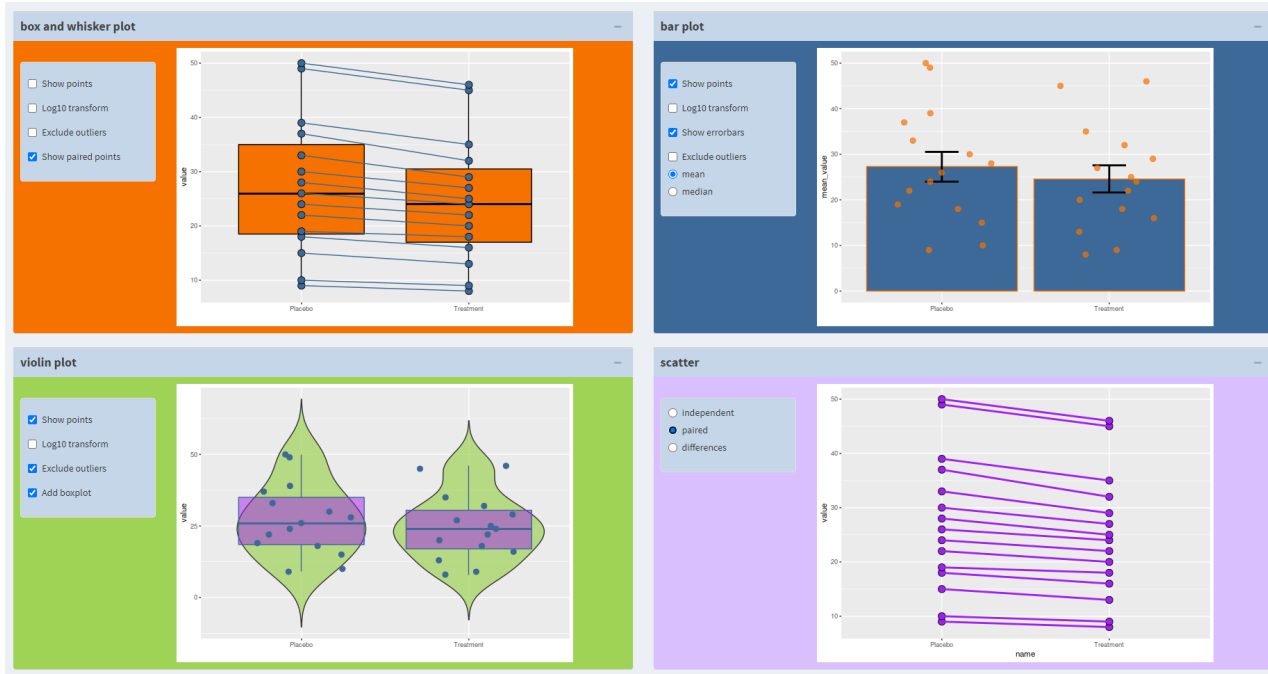 box and whisker plot
Show points
Log10 transform
Exclude outliers
Show paired points
value
50
40
30
20
10
Placebo
Treatment
bar plot
Show points
Log10 transform
Show errorbars
Exclude outliers
mean
median
mean_value
50
40
30
20
10
0
Placebo
Treatment
violin plot
Show points
Log10 transform
Exclude outliers
Add boxplot
value
50
25
0
Placebo
Treatment
scatter
independent
paired
differences
value
50
40
30
20
10
Placebo
Treatment
name